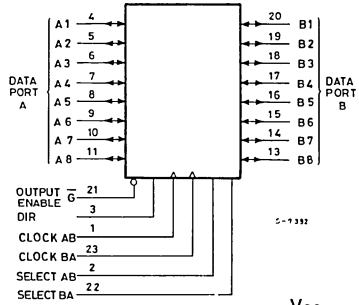 A1 4 20 B1
A2 5 19 B2
A3 6 18 B3
A4 7 17 B4
A5 8 16 B5
A6 9 15 B6
A7 10 14 B7
A8 11 13 B8
DATA PORT A
DATA PORT B
OUTPUT ENABLE G 21
DIR 3
CLOCK AB 1
CLOCK BA 23
SELECT AB 2
SELECT BA 22
S-7392